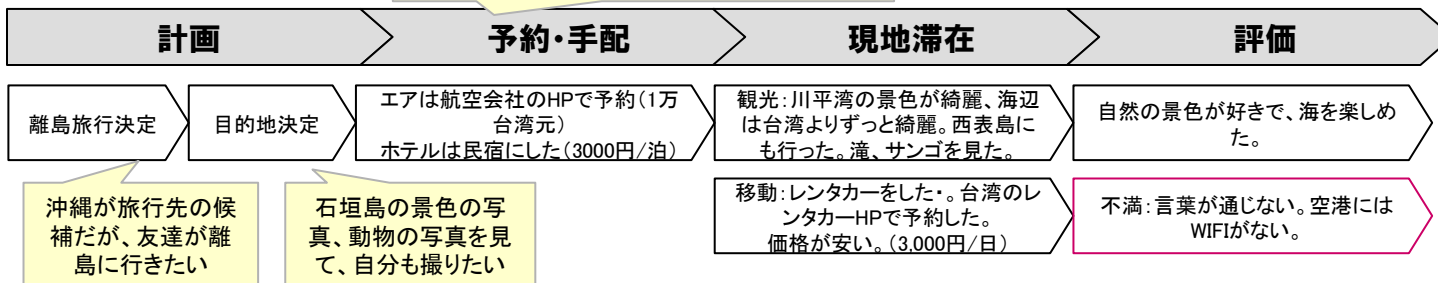 計画
予約・手配
現地滞在
評価
離島旅行決定
目的地決定
エアは航空会社のHPで予約(1万
台湾元)
ホテルは民宿にした(3000円/泊)
観光:川平湾の景色が綺麗、海辺
は台湾よりずっと綺麗。西表島に
も行った。滝、サンゴを見た。
自然の景色が好きで、海を楽しめ
た。
沖縄が旅行先の候
補だが、友達が離
島に行きたい
石垣島の景色の写
真、動物の写真を見
て、自分も撮りたい
移動:レンタカーをした・。台湾のレ
ンタカーHPで予約した。
価格が安い。(3,000円/日)
不満:言葉が通じない。空港には
WIFIがない。